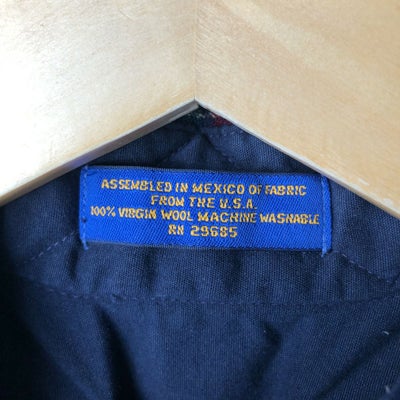 ASSEMBLED IN MEXICO OF FABRIC
FROM THE U.S.A.
100% VIRGIN WOOL MACHINE WASHABLE
RN 29685